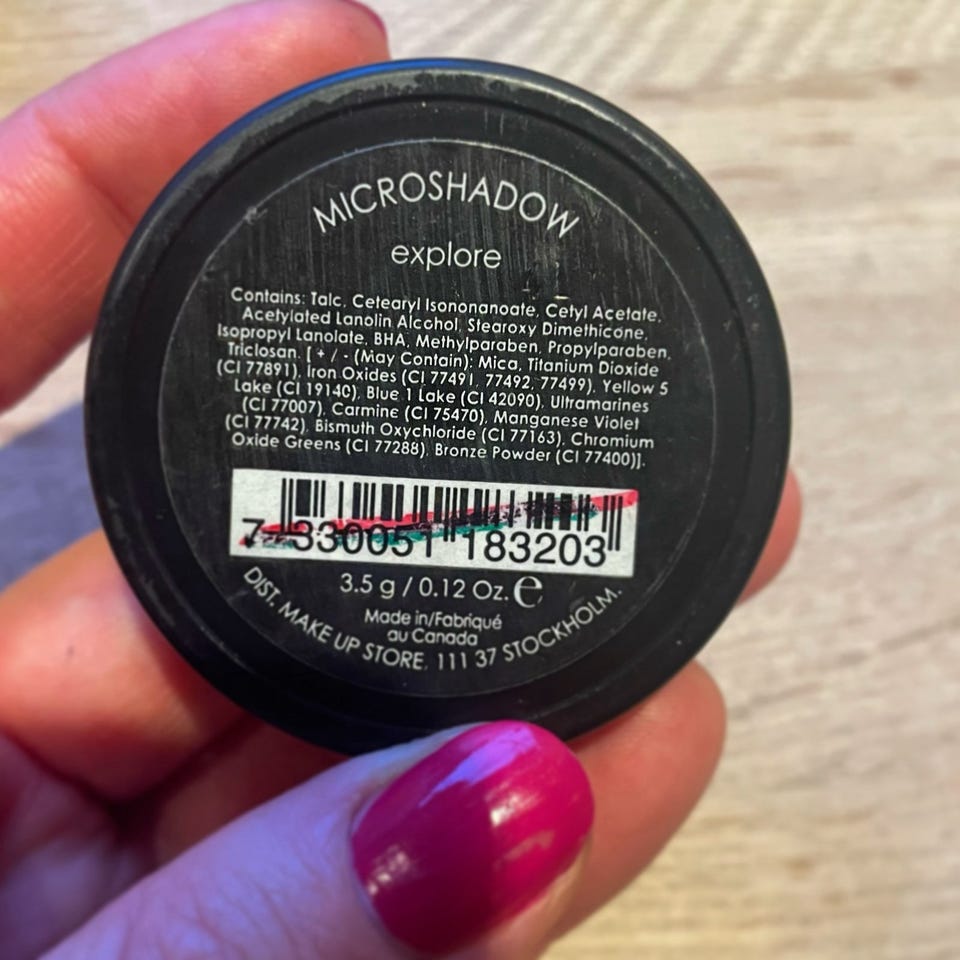 MICROSHADOW
explore
Contains: Talc, Cetearyl Isononanoate, Cetyl Acetate,
Acetylated Lanolin Alcohol, Stearoxy Dimethicone,
Isopropyl Lanolate, BHA, Methylparaben, Propylparaben,
Triclosan. [ + / - (May Contain): Mica, Titanium Dioxide
(CI 77891), Iron Oxides (CI 77491, 77492, 77499), Yellow 5
Lake (CI 19140), Blue 1 Lake (CI 42090), Ultramarines
(CI 77007), Carmine (CI 75470), Manganese Violet
(CI 77742), Bismuth Oxychloride (CI 77163), Chromium
Oxide Greens (CI 77288), Bronze Powder (CI 77400)].
7 330051 183203
3.5 g / 0.12 Oz. e
Made in/Fabriqué
au Canada
DIST. MAKE UP STORE, 111 37 STOCKHOLM.